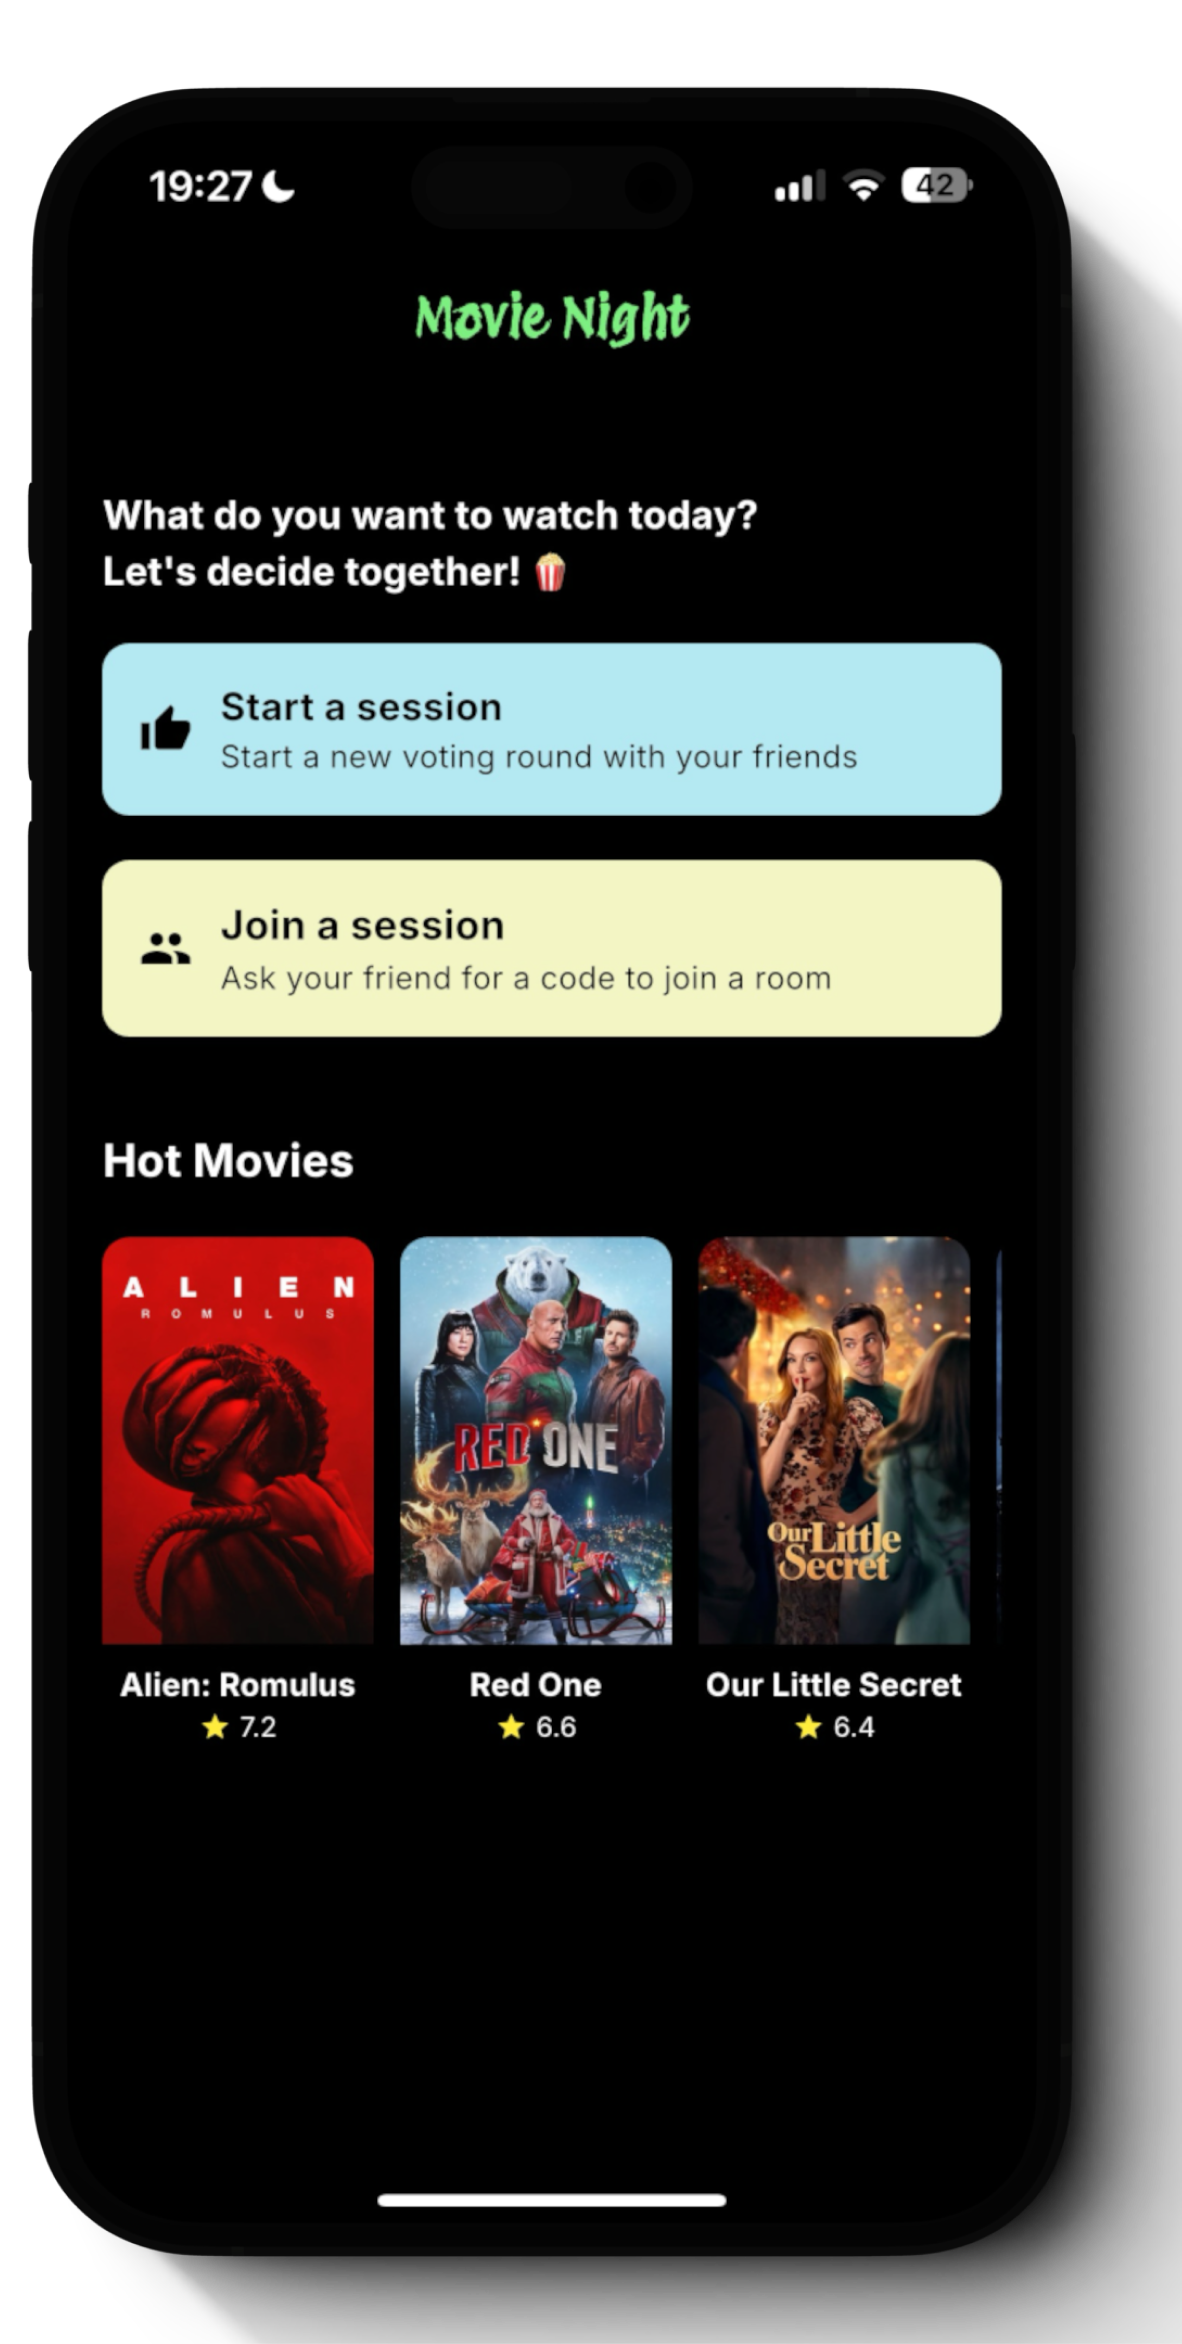 19:27
42
Movie Night
What do you want to watch today?
Let's decide together! 🍿
Start a session
Start a new voting round with your friends
Join a session
Ask your friend for a code to join a room
Hot Movies
ALIEN
ROMULUS
RED ONE
Our Little
Secret
Alien: Romulus
Red One
Our Little Secret
7.2
6.6
6.4